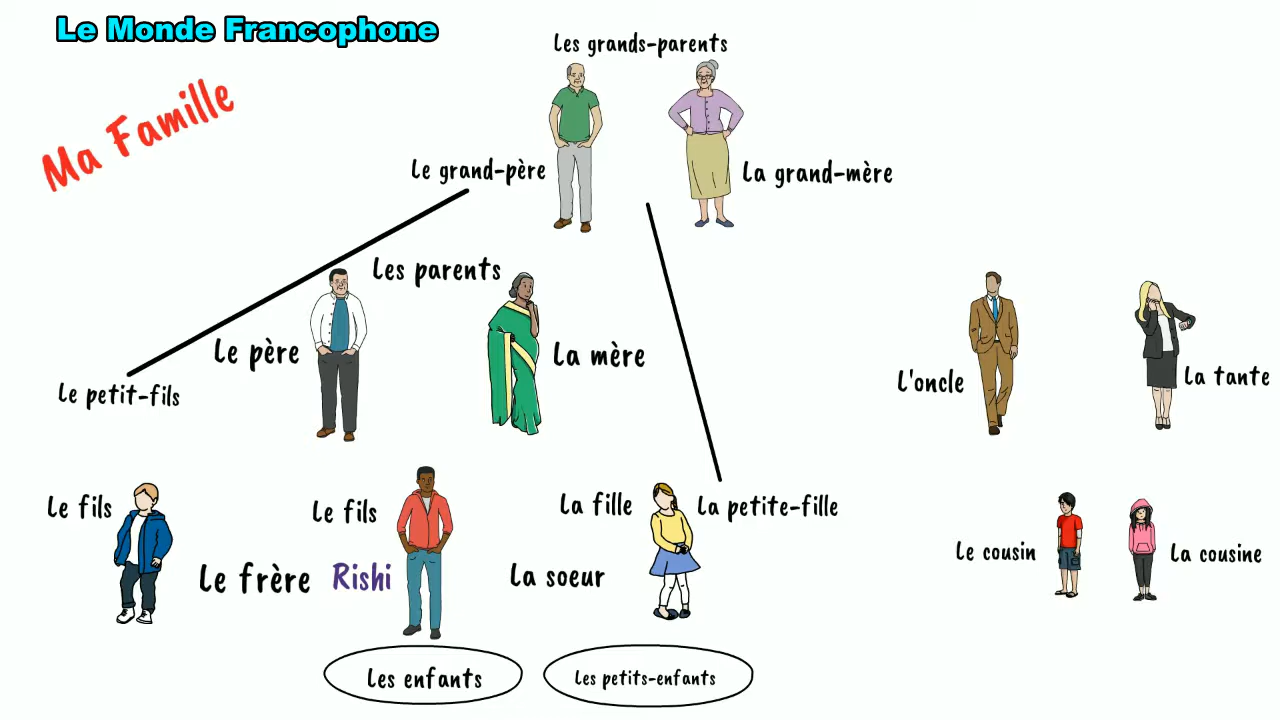 Le Monde Francophone
Ma Famille
Les grands-parents
Le grand-père
La grand-mère
Les parents
Le père
La mère
Le petit-fils
L'oncle
La tante
Le fils
Le fils
La fille
La petite-fille
Le frère
Rishi
La soeur
Le cousin
La cousine
Les enfants
Les petits-enfants